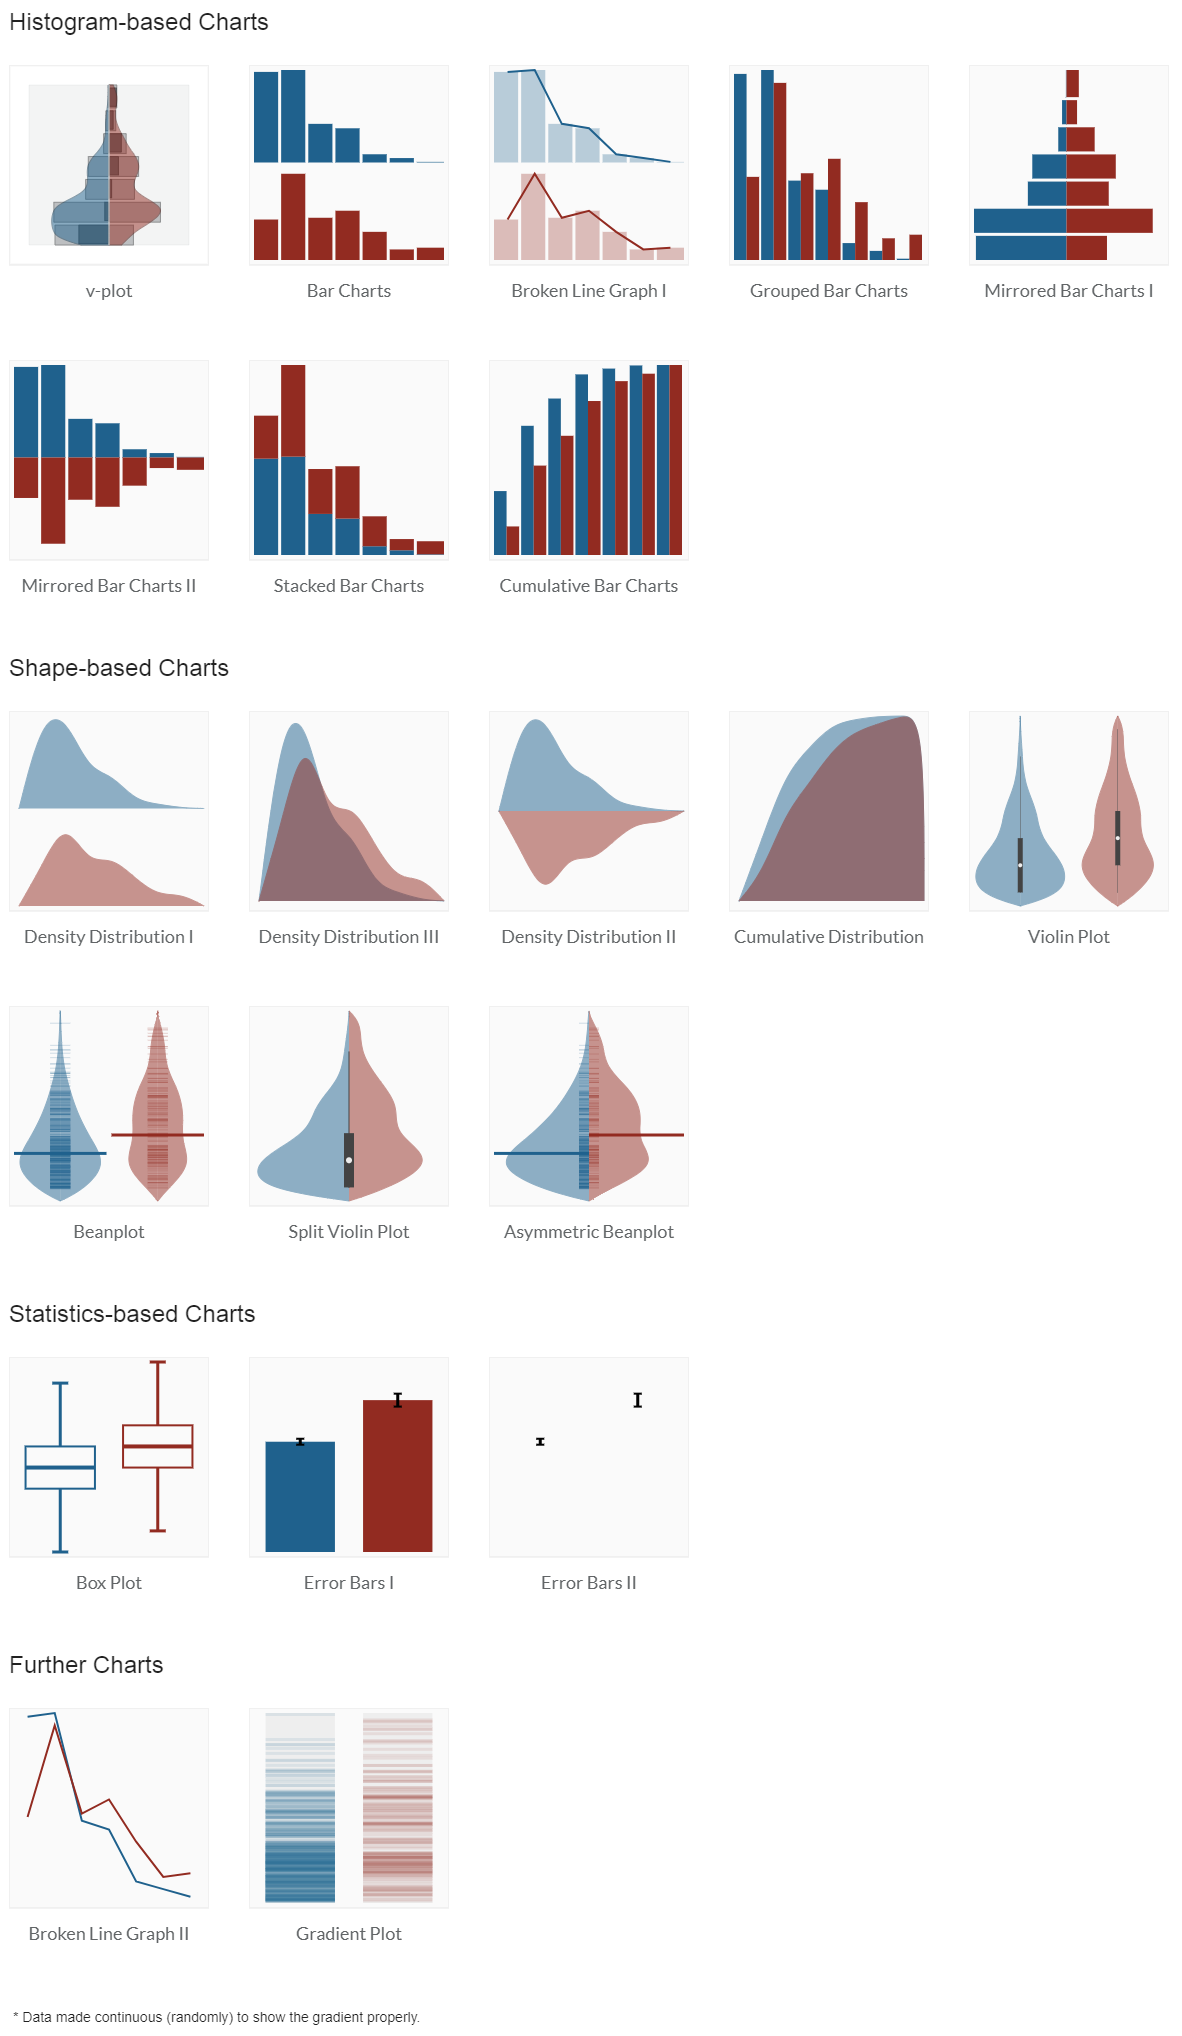 Histogram-based Charts
v-plot
Bar Charts
Broken Line Graph I
Grouped Bar Charts
Mirrored Bar Charts I
Mirrored Bar Charts II
Stacked Bar Charts
Cumulative Bar Charts
Shape-based Charts
Density Distribution I
Density Distribution III
Density Distribution II
Cumulative Distribution
Violin Plot
Beanplot
Split Violin Plot
Asymmetric Beanplot
Statistics-based Charts
Box Plot
Error Bars I
Error Bars II
Further Charts
Broken Line Graph II
Gradient Plot
* Data made continuous (randomly) to show the gradient properly.